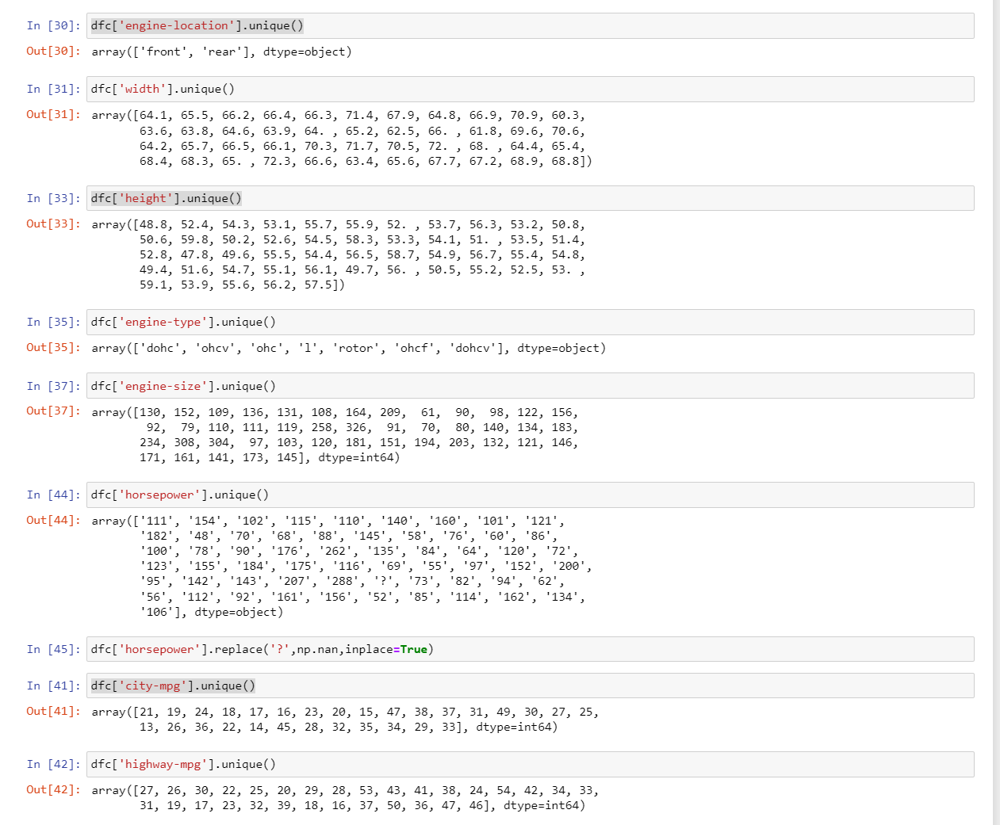 In [30]: dfc['engine-location'].unique()
Out[30]: array(['front', 'rear'], dtype=object)
In [31]: dfc['width'].unique()
Out[31]: array([64.1, 65.5, 66.2, 66.4, 66.3, 71.4, 67.9, 64.8, 66.9, 70.9, 60.3,
63.6, 63.8, 64.6, 63.9, 64. , 65.2, 62.5, 66. , 61.8, 69.6, 70.6,
64.2, 65.7, 66.5, 66.1, 70.3, 71.7, 70.5, 72. , 68. , 64.4, 65.4,
68.4, 68.3, 65. , 72.3, 66.6, 63.4, 65.6, 67.7, 67.2, 68.9, 68.8])
In [33]: dfc['height'].unique()
Out[33]: array([48.8, 52.4, 54.3, 53.1, 55.7, 55.9, 52. , 53.7, 56.3, 53.2, 50.8,
50.6, 59.8, 50.2, 52.6, 54.5, 58.3, 53.3, 54.1, 51. , 53.5, 51.4,
52.8, 47.8, 49.6, 55.5, 54.4, 56.5, 58.7, 54.9, 56.7, 55.4, 54.8,
49.4, 51.6, 54.7, 55.1, 56.1, 49.7, 56. , 50.5, 55.2, 52.5, 53. ,
59.1, 53.9, 55.6, 56.2, 57.5])
In [35]: dfc['engine-type'].unique()
Out[35]: array(['dohc', 'ohcv', 'ohc', 'l', 'rotor', 'ohcf', 'dohcv'], dtype=object)
In [37]: dfc['engine-size'].unique()
Out[37]: array([130, 152, 109, 136, 131, 108, 164, 209,  61,  90,  98, 122, 156,
92,  79, 110, 111, 119, 258, 326,  91,  70,  80, 140, 134, 183,
234, 308, 304,  97, 103, 120, 181, 151, 194, 203, 132, 121, 146,
171, 161, 141, 173, 145], dtype=int64)
In [44]: dfc['horsepower'].unique()
Out[44]: array(['111', '154', '102', '115', '110', '140', '160', '101', '121',
'182', '48', '70', '68', '88', '145', '58', '76', '60', '86',
'100', '78', '90', '176', '262', '135', '84', '64', '120', '72',
'123', '155', '184', '175', '116', '69', '55', '97', '152', '200',
'95', '142', '143', '207', '288', '?', '73', '82', '94', '62',
'56', '112', '92', '161', '156', '52', '85', '114', '162', '134',
'106'], dtype=object)
In [45]: dfc['horsepower'].replace('?',np.nan,inplace=True)
In [41]: dfc['city-mpg'].unique()
Out[41]: array([21, 19, 24, 18, 17, 16, 23, 20, 15, 47, 38, 37, 31, 49, 30, 27, 25,
13, 26, 36, 22, 14, 45, 28, 32, 35, 34, 29, 33], dtype=int64)
In [42]: dfc['highway-mpg'].unique()
Out[42]: array([27, 26, 30, 22, 25, 20, 29, 28, 53, 43, 41, 38, 24, 54, 42, 34, 33,
31, 19, 17, 23, 32, 39, 18, 16, 37, 50, 36, 47, 46], dtype=int64)